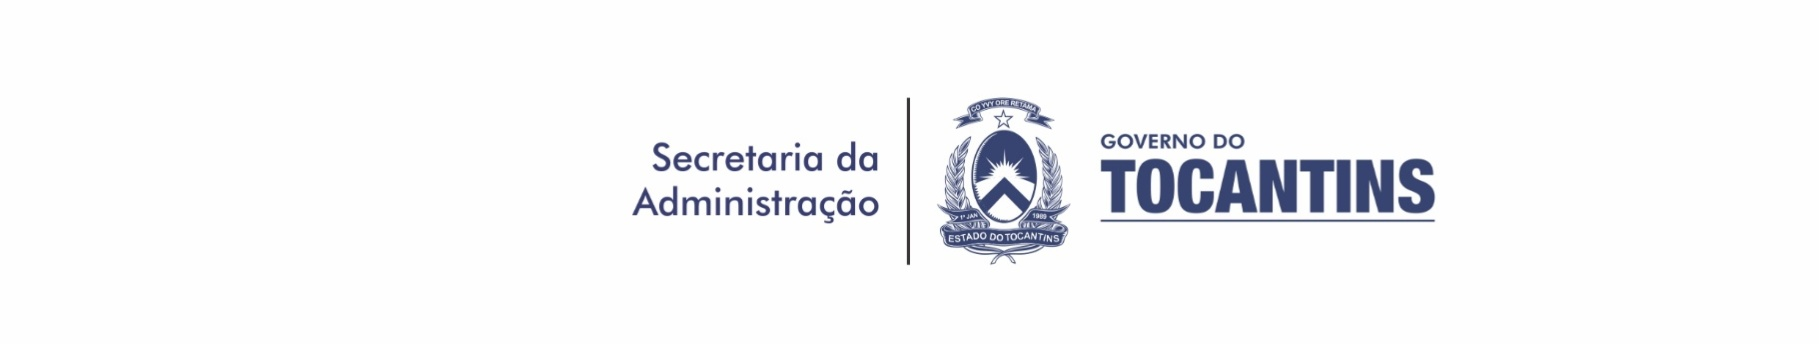 Secretaria da
Administração
CO YVY ORE RETAMA
1º JAN 1989
ESTADO DO TOCANTINS
GOVERNO DO
TOCANTINS